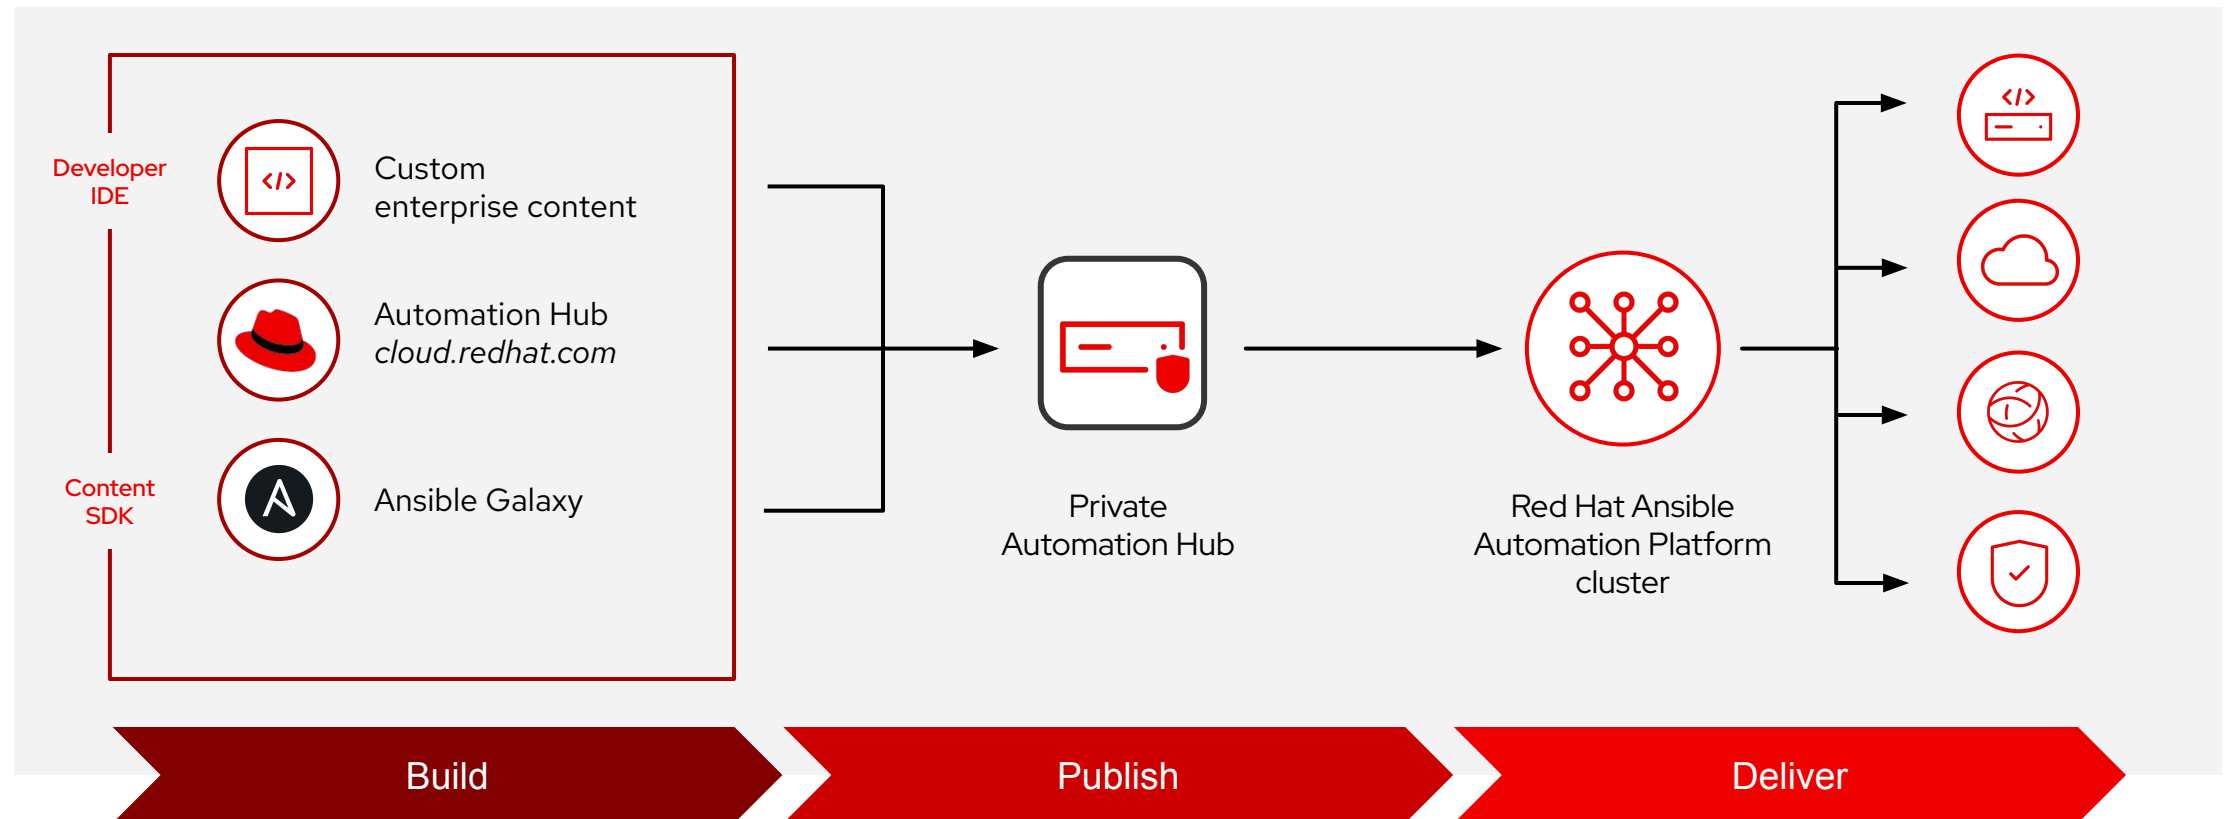 Developer
IDE
</>
Custom
enterprise content
Automation Hub
cloud.redhat.com
Content
SDK
Ansible Galaxy
Private
Automation Hub
Red Hat Ansible
Automation Platform
cluster
</>
Build
Publish
Deliver